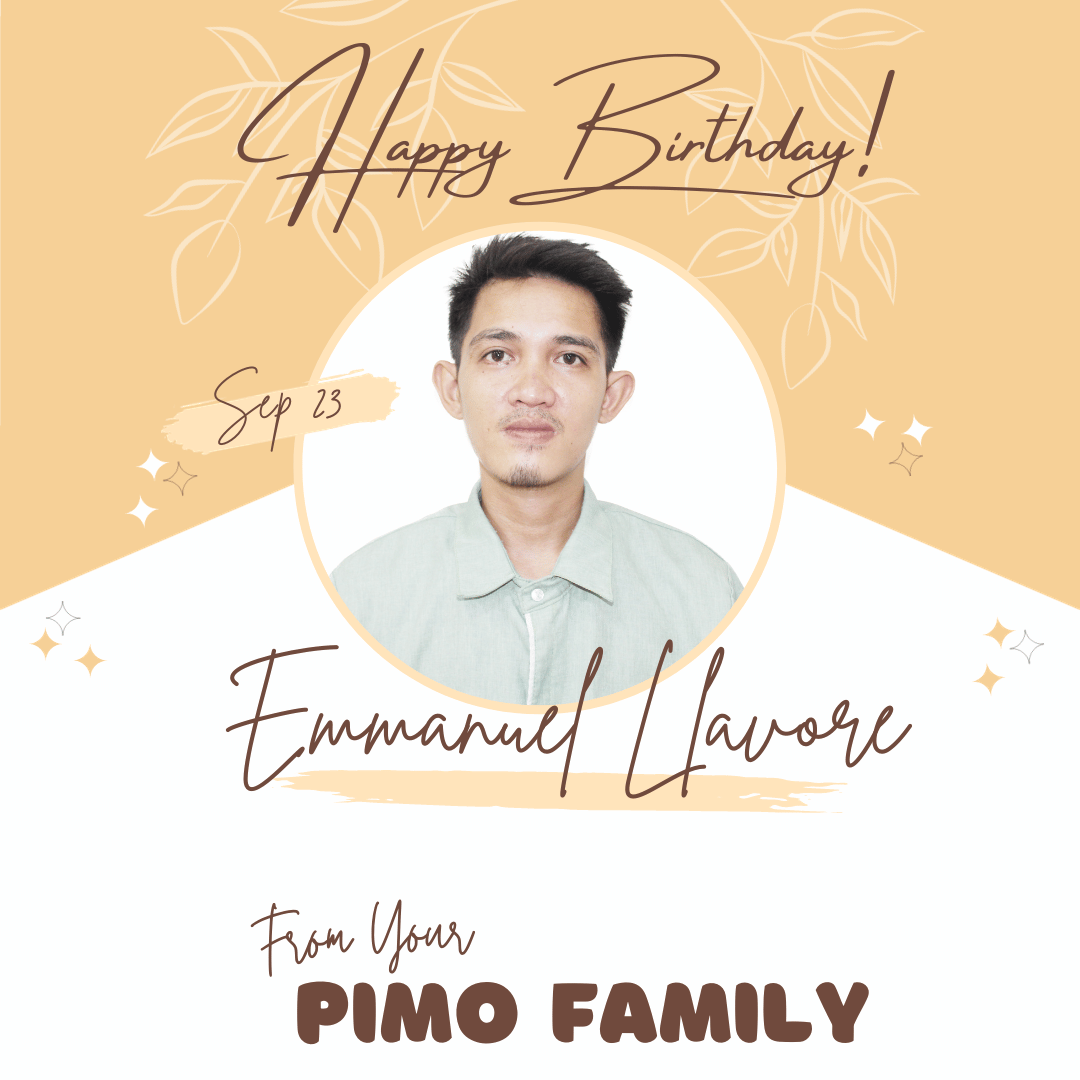 Happy Birthday!
Sep 23
Emmanuel Llavore
From Your
PIMO FAMILY